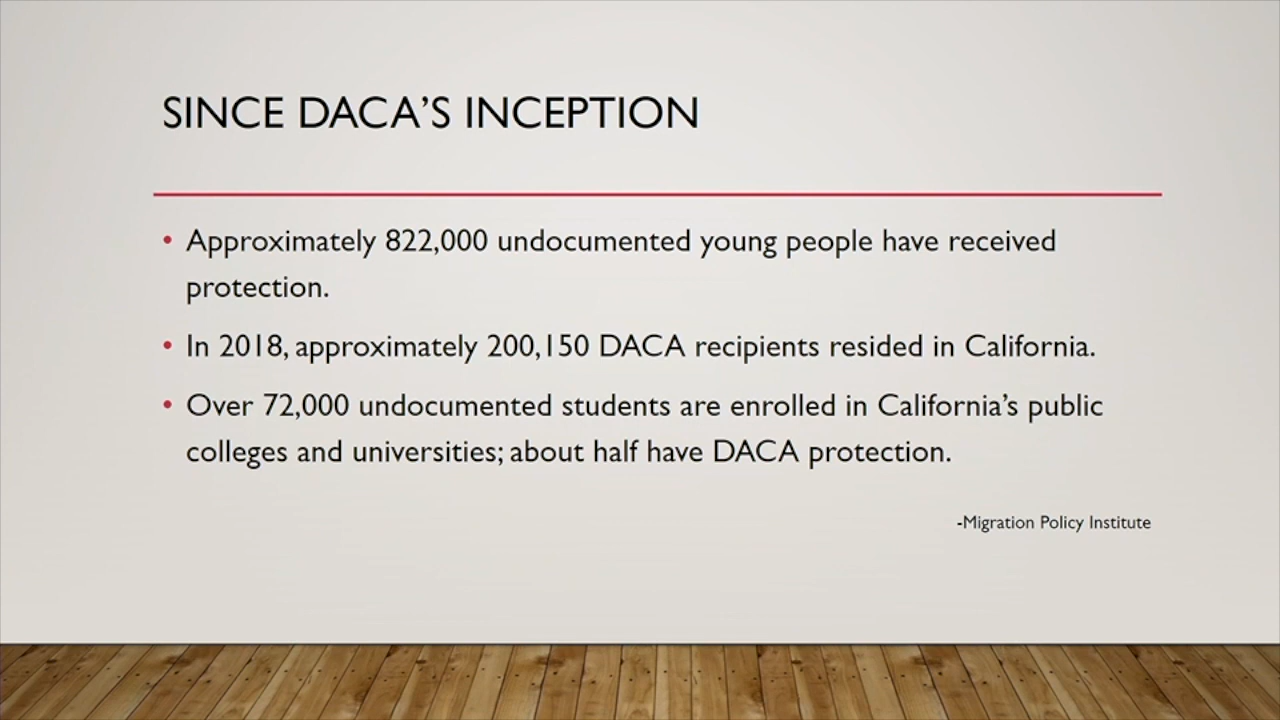 SINCE DACA’S INCEPTION
• Approximately 822,000 undocumented young people have received
protection.
• In 2018, approximately 200,150 DACA recipients resided in California.
• Over 72,000 undocumented students are enrolled in California’s public
colleges and universities; about half have DACA protection.
-Migration Policy Institute